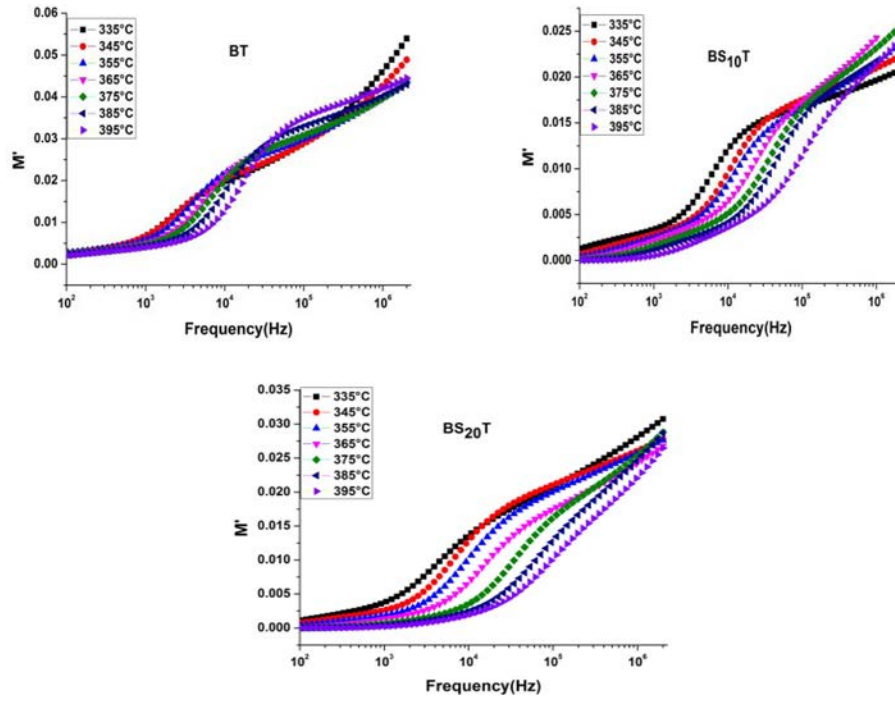 BT
335°C
345°C
355°C
365°C
375°C
385°C
395°C
0.06
0.05
0.04
0.03
0.02
0.01
0.00
M'
10² 10³ 10⁴ 10⁵ 10⁶
Frequency(Hz)
BS₁₀T
335°C
345°C
355°C
365°C
375°C
385°C
395°C
0.025
0.020
0.015
0.010
0.005
0.000
M'
10² 10³ 10⁴ 10⁵ 10⁶
Frequency(Hz)
BS₂₀T
335°C
345°C
355°C
365°C
375°C
385°C
395°C
0.035
0.030
0.025
0.020
0.015
0.010
0.005
0.000
M'
10² 10³ 10⁴ 10⁵ 10⁶
Frequency(Hz)